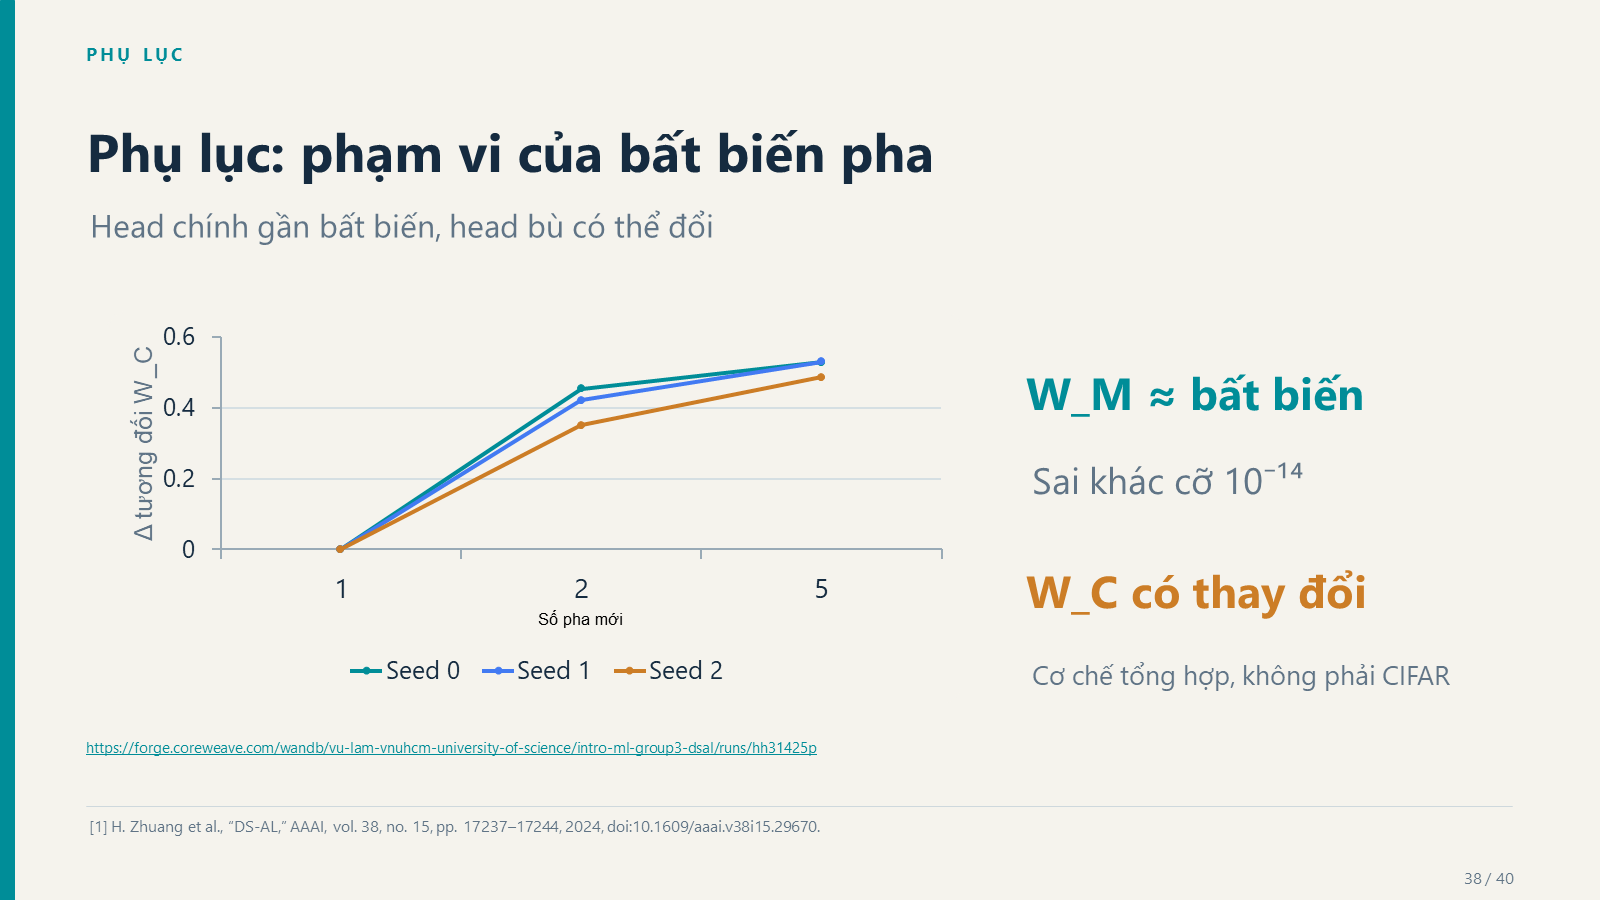 PHỤ LỤC
Phụ lục: phạm vi của bất biến pha
Head chính gần bất biến, head bù có thể đổi
Δ tương đối W_C
0.6
0.4
0.2
0
1 2 5
Số pha mới
Seed 0 Seed 1 Seed 2
W_M ≈ bất biến
Sai khác cỡ 10⁻¹⁴
W_C có thay đổi
Cơ chế tổng hợp, không phải CIFAR
https://forge.coreweave.com/wandb/vu-lam-vnuhcm-university-of-science/intro-ml-group3-dsal/runs/hh31425p
[1] H. Zhuang et al., “DS-AL,” AAAI, vol. 38, no. 15, pp. 17237–17244, 2024, doi:10.1609/aaai.v38i15.29670.
38 / 40